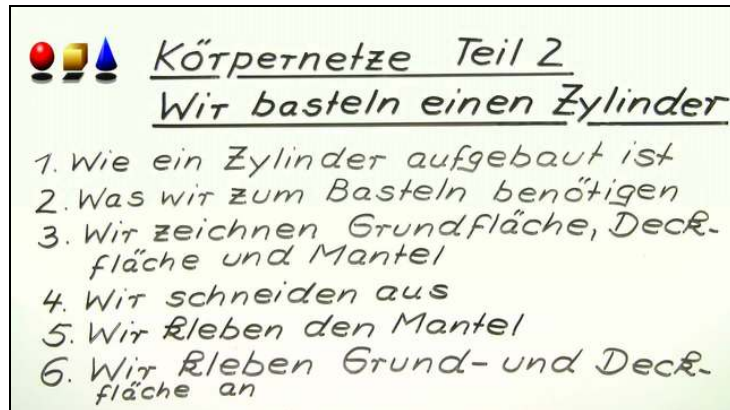 Körpernetze Teil 2
Wir basteln einen Zylinder
1. Wie ein Zylinder aufgebaut ist
2. Was wir zum Basteln benötigen
3. Wir zeichnen Grundfläche, Deck-
fläche und Mantel
4. Wir schneiden aus
5. Wir kleben den Mantel
6. Wir kleben Grund- und Deck-
fläche an